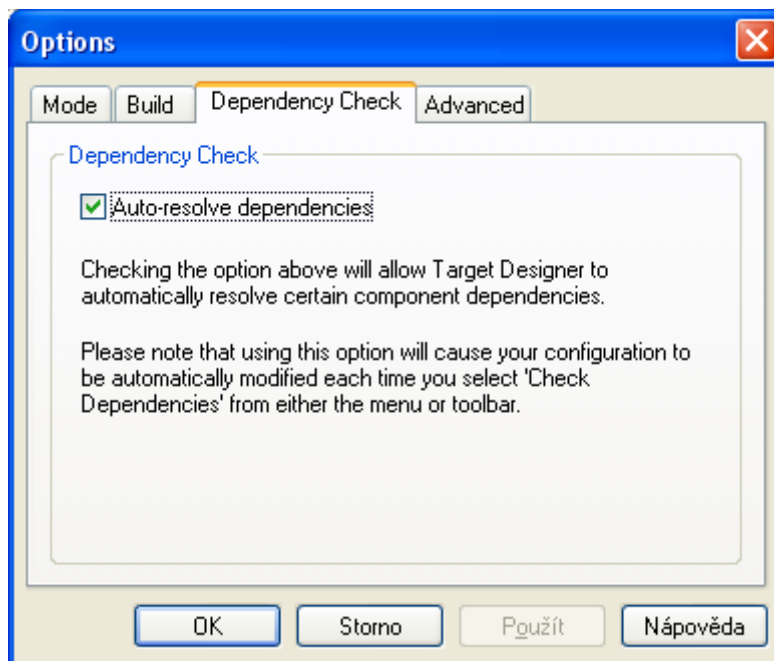 Options
Mode Build Dependency Check Advanced
Dependency Check
Auto-resolve dependencies
Checking the option above will allow Target Designer to
automatically resolve certain component dependencies.
Please note that using this option will cause your configuration to
be automatically modified each time you select 'Check
Dependencies' from either the menu or toolbar.
OK Storno Použít Nápověda